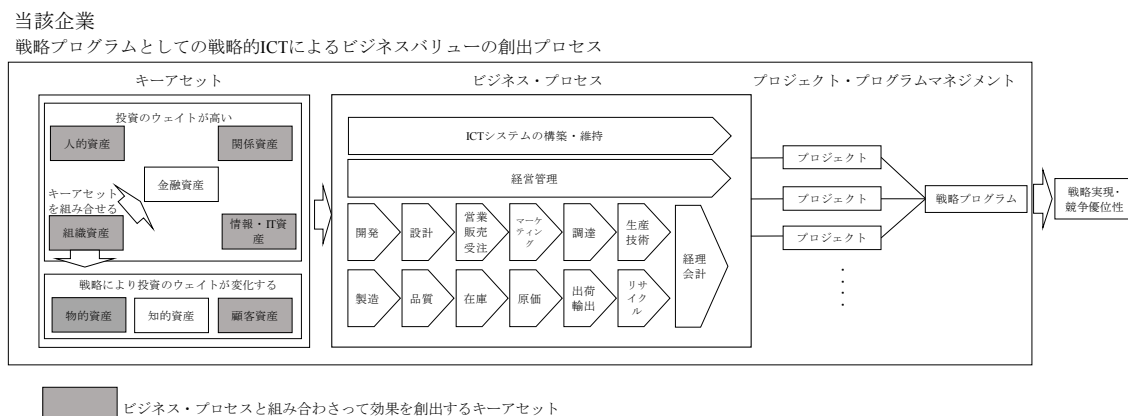 当該企業
戦略プログラムとしての戦略的ICTによるビジネスバリューの創出プロセス
キーアセット
投資のウェイトが高い
人的資産
関係資産
金融資産
キーアセット
を組み合せる
組織資産
情報・IT資
産
戦略により投資のウェイトが変化する
物的資産
知的資産
顧客資産
ビジネス・プロセス
ICTシステムの構築・維持
経営管理
開発
設計
営業
販売
受注
マーケ
ティン
グ
調達
生産
技術
経理
会計
製造
品質
在庫
原価
出荷
輸出
リサ
イク
ル
プロジェクト・プログラムマネジメント
プロジェクト
プロジェクト
プロジェクト
・
・
・
・
戦略プログラム
戦略実現・
競争優位性
ビジネス・プロセスと組み合わさって効果を創出するキーアセット